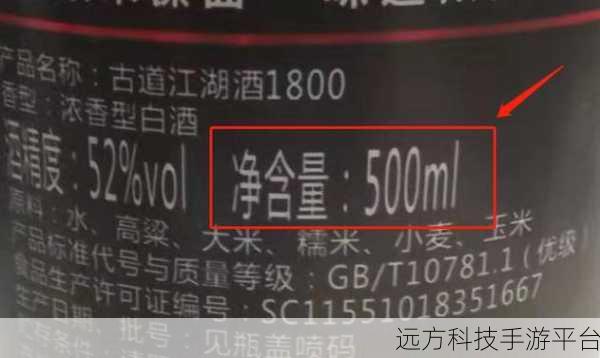 产品名称：古道江湖酒1800
香型：浓香型白酒
酒精度：52%vol 净含量：500ml
原料：水、高粱、大米、糯米、小麦、玉米
产品标准代号与质量等级：GB/T10781.1（优级）
食品生产许可证编号：SC11551018351667
生产日期、批号：见瓶盖喷码
远方科技手游平台